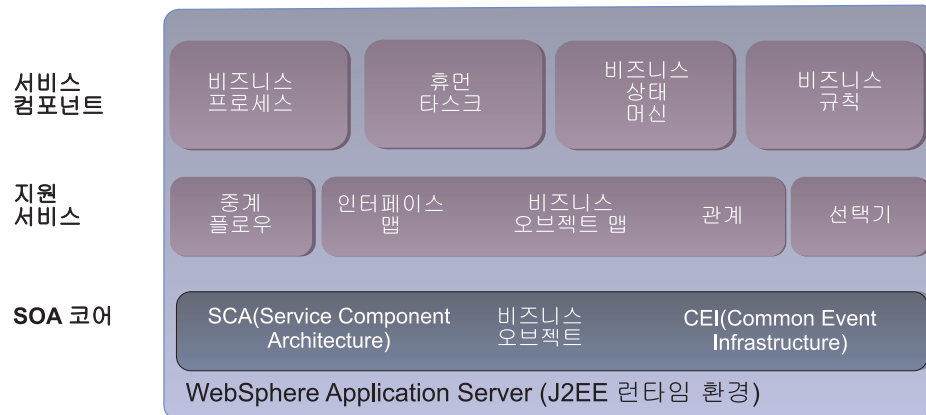 서비스
컴포넌트
비즈니스
프로세스
휴먼
타스크
비즈니스
상태
머신
비즈니스
규칙
지원
서비스
중계
플로우
인터페이스
맵
비즈니스
오브젝트 맵
관계
선택기
SOA 코어
SCA(Service Component
Architecture)
비즈니스
오브젝트
CEI(Common Event
Infrastructure)
WebSphere Application Server (J2EE 런타임 환경)